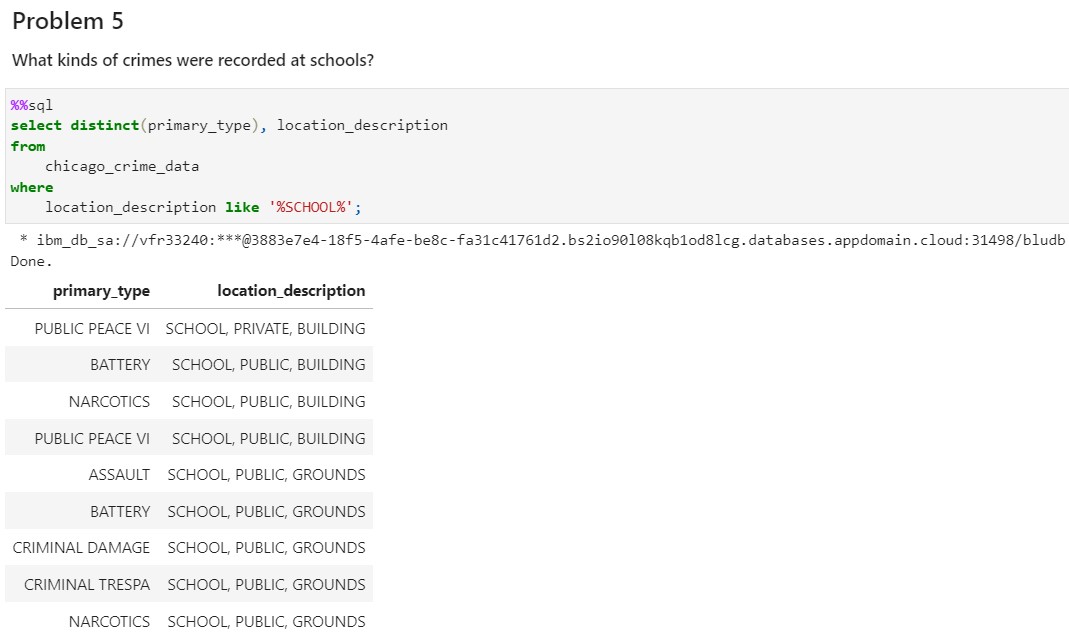 Problem 5
What kinds of crimes were recorded at schools?
%%sql
select distinct(primary_type), location_description
from
chicago_crime_data
where
location_description like '%SCHOOL%';
* ibm_db_sa://vfr33240:***@3883e7e4-18f5-4afe-be8c-fa31c41761d2.bs2io90l08kqb1od8lcg.databases.appdomain.cloud:31498/bludb
Done.
primary_type location_description
PUBLIC PEACE VI SCHOOL, PRIVATE, BUILDING
BATTERY SCHOOL, PUBLIC, BUILDING
NARCOTICS SCHOOL, PUBLIC, BUILDING
PUBLIC PEACE VI SCHOOL, PUBLIC, BUILDING
ASSAULT SCHOOL, PUBLIC, GROUNDS
BATTERY SCHOOL, PUBLIC, GROUNDS
CRIMINAL DAMAGE SCHOOL, PUBLIC, GROUNDS
CRIMINAL TRESPA SCHOOL, PUBLIC, GROUNDS
NARCOTICS SCHOOL, PUBLIC, GROUNDS